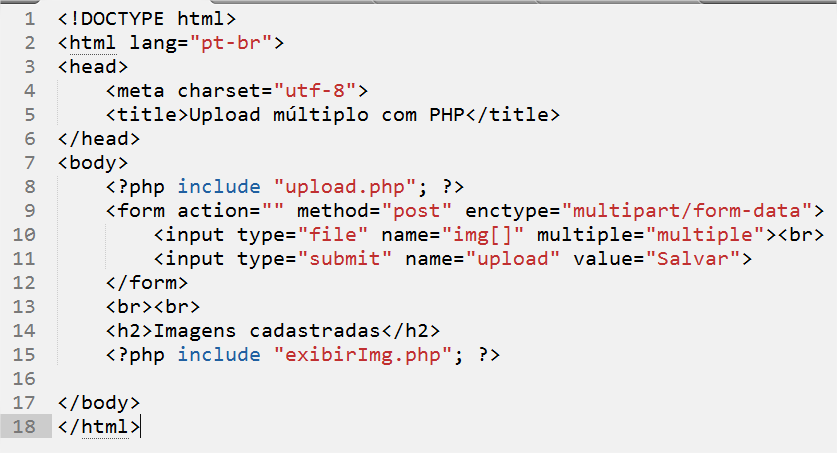 1 <!DOCTYPE html>
2 <html lang="pt-br">
3 <head>
4     <meta charset="utf-8">
5     <title>Upload múltiplo com PHP</title>
6 </head>
7 <body>
8     <?php include "upload.php"; ?>
9     <form action="" method="post" enctype="multipart/form-data">
10         <input type="file" name="img[]" multiple="multiple"><br>
11         <input type="submit" name="upload" value="Salvar">
12     </form>
13     <br><br>
14     <h2>Imagens cadastradas</h2>
15     <?php include "exibirImg.php"; ?>
16
17 </body>
18 </html>